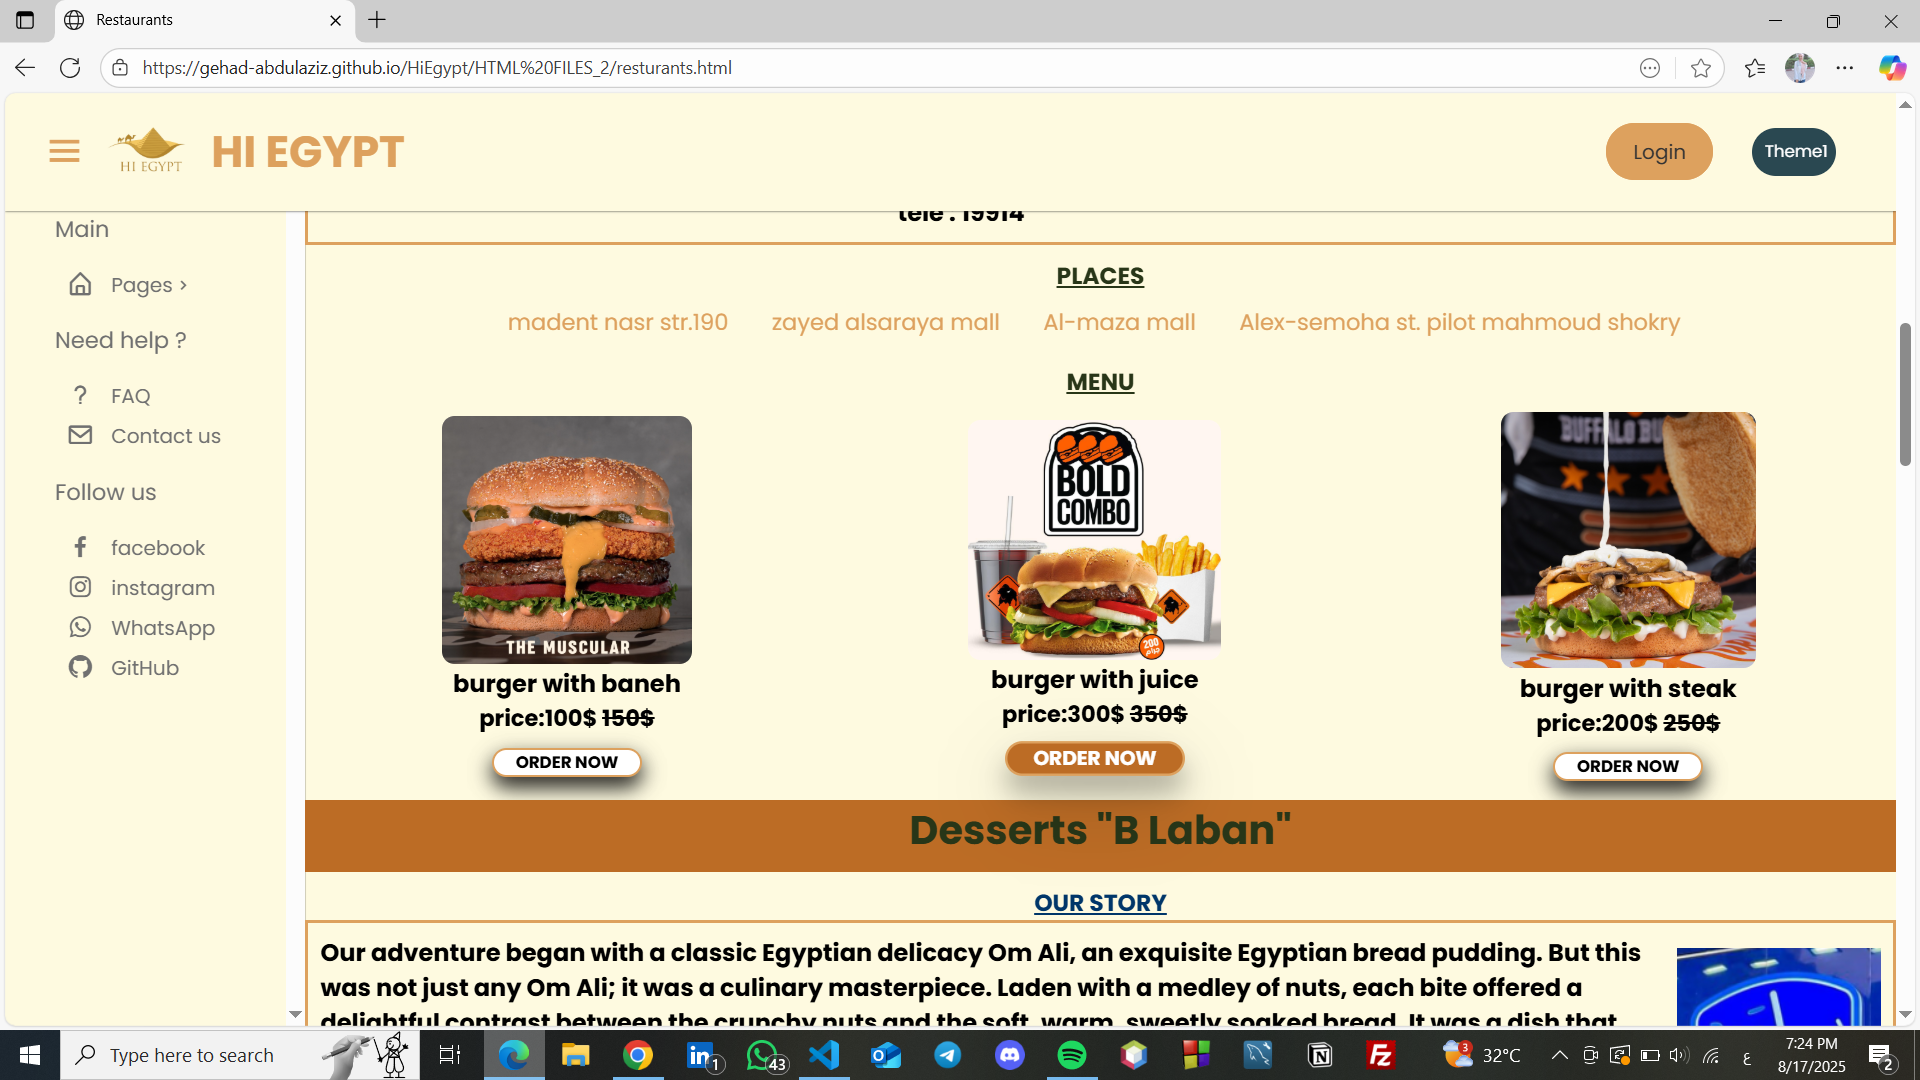 Restaurants
https://gehad-abdulaziz.github.io/HiEgypt/HTML%20FILES_2/resturants.html
HI EGYPT
HI EGYPT
Login
Theme1
Main
Pages ›
Need help ?
? FAQ
Contact us
Follow us
facebook
instagram
WhatsApp
GitHub
tele : 19914
PLACES
madent nasr str.190
zayed alsaraya mall
Al-maza mall
Alex-semoha st. pilot mahmoud shokry
MENU
THE MUSCULAR
burger with baneh
price:100$ 150$
ORDER NOW
BOLD
COMBO
200
جرام
burger with juice
price:300$ 350$
ORDER NOW
BUFFALO BU
burger with steak
price:200$ 250$
ORDER NOW
Desserts "B Laban"
OUR STORY
Our adventure began with a classic Egyptian delicacy Om Ali, an exquisite Egyptian bread pudding. But this
was not just any Om Ali; it was a culinary masterpiece. Laden with a medley of nuts, each bite offered a
delightful contrast between the crunchy nuts and the soft, warm, sweetly soaked bread. It was a dish that
Type here to search
1
43
3
32°C
ع
7:24 PM
8/17/2025
2